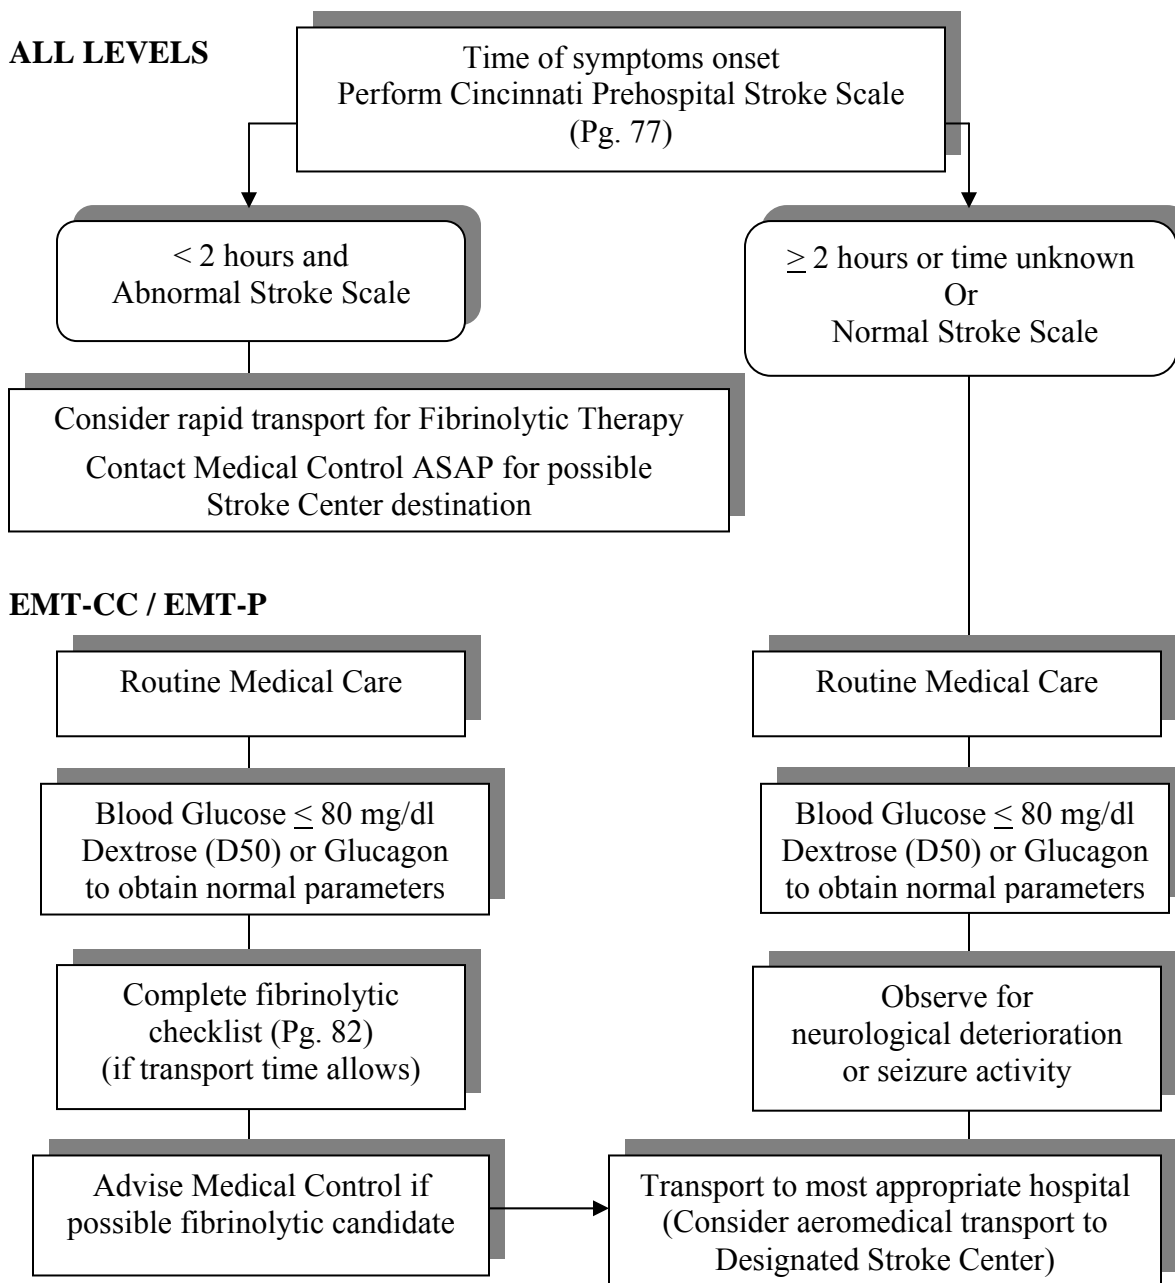 ALL LEVELS
Time of symptoms onset
Perform Cincinnati Prehospital Stroke Scale
(Pg. 77)
< 2 hours and
Abnormal Stroke Scale
≥ 2 hours or time unknown
Or
Normal Stroke Scale
Consider rapid transport for Fibrinolytic Therapy
Contact Medical Control ASAP for possible
Stroke Center destination
EMT-CC / EMT-P
Routine Medical Care
Blood Glucose ≤ 80 mg/dl
Dextrose (D50) or Glucagon
to obtain normal parameters
Complete fibrinolytic
checklist (Pg. 82)
(if transport time allows)
Advise Medical Control if
possible fibrinolytic candidate
Routine Medical Care
Blood Glucose ≤ 80 mg/dl
Dextrose (D50) or Glucagon
to obtain normal parameters
Observe for
neurological deterioration
or seizure activity
Transport to most appropriate hospital
(Consider aeromedical transport to
Designated Stroke Center)